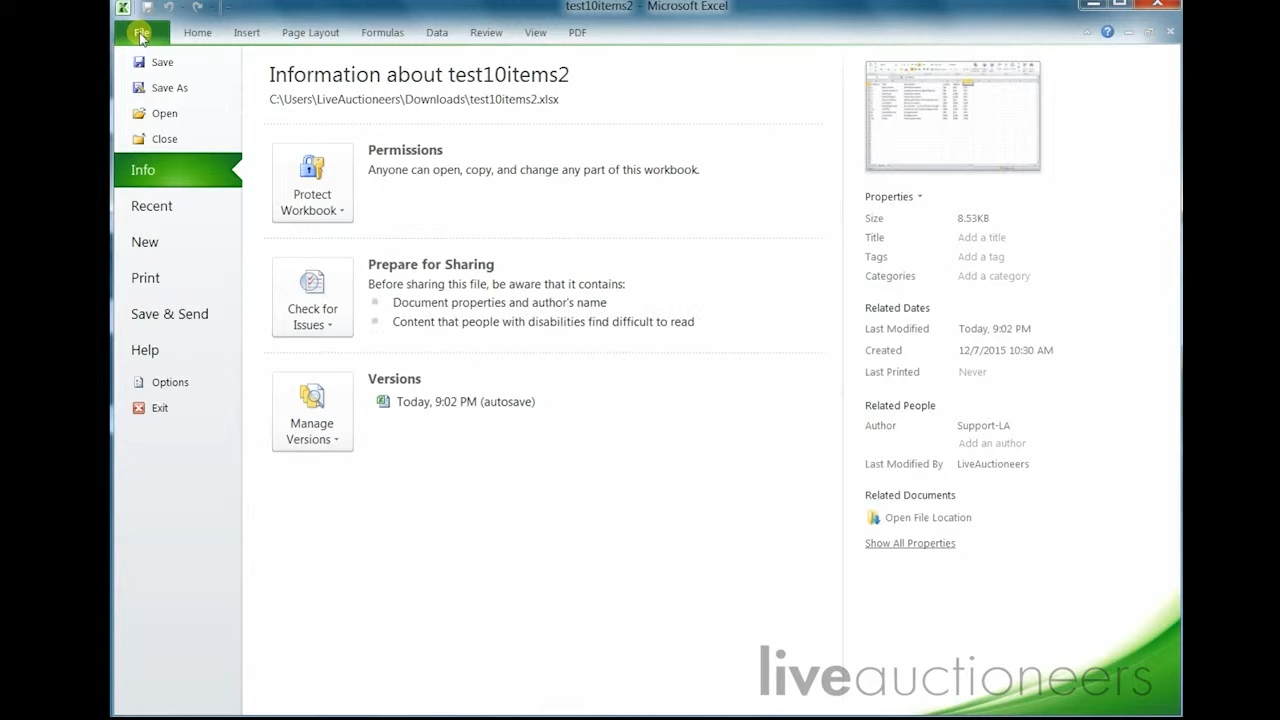 test10items2 - Microsoft Excel
File Home Insert Page Layout Formulas Data Review View PDF
Save
Save As
Open
Close
Info
Recent
New
Print
Save & Send
Help
Options
Exit
Information about test10items2
C:\Users\LiveAuctioneers\Downloads\test10items2.xlsx
Protect
Workbook
Permissions
Anyone can open, copy, and change any part of this workbook.
Check for
Issues
Prepare for Sharing
Before sharing this file, be aware that it contains:
Document properties and author's name
Content that people with disabilities find difficult to read
Manage
Versions
Versions
Today, 9:02 PM (autosave)
Properties
Size 8.53KB
Title Add a title
Tags Add a tag
Categories Add a category
Related Dates
Last Modified Today, 9:02 PM
Created 12/7/2015 10:30 AM
Last Printed Never
Related People
Author Support-LA
Add an author
Last Modified By LiveAuctioneers
Related Documents
Open File Location
Show All Properties
liveauctioneers